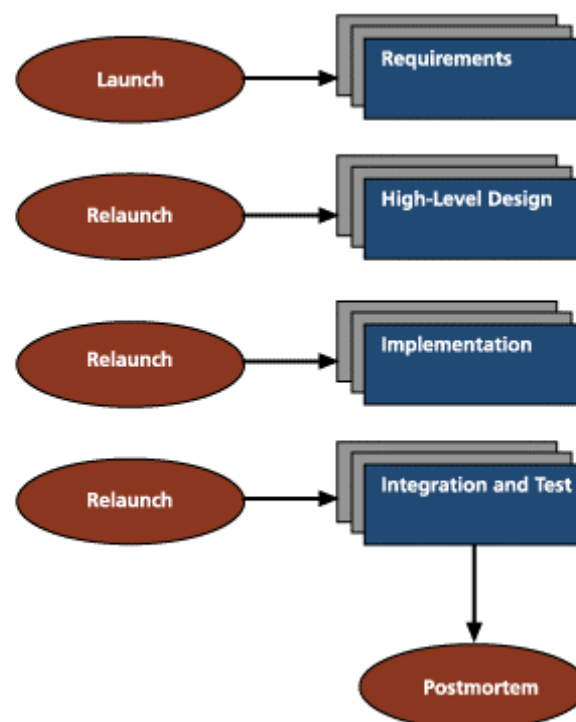 Launch
Requirements
Relaunch
High-Level Design
Relaunch
Implementation
Relaunch
Integration and Test
Postmortem